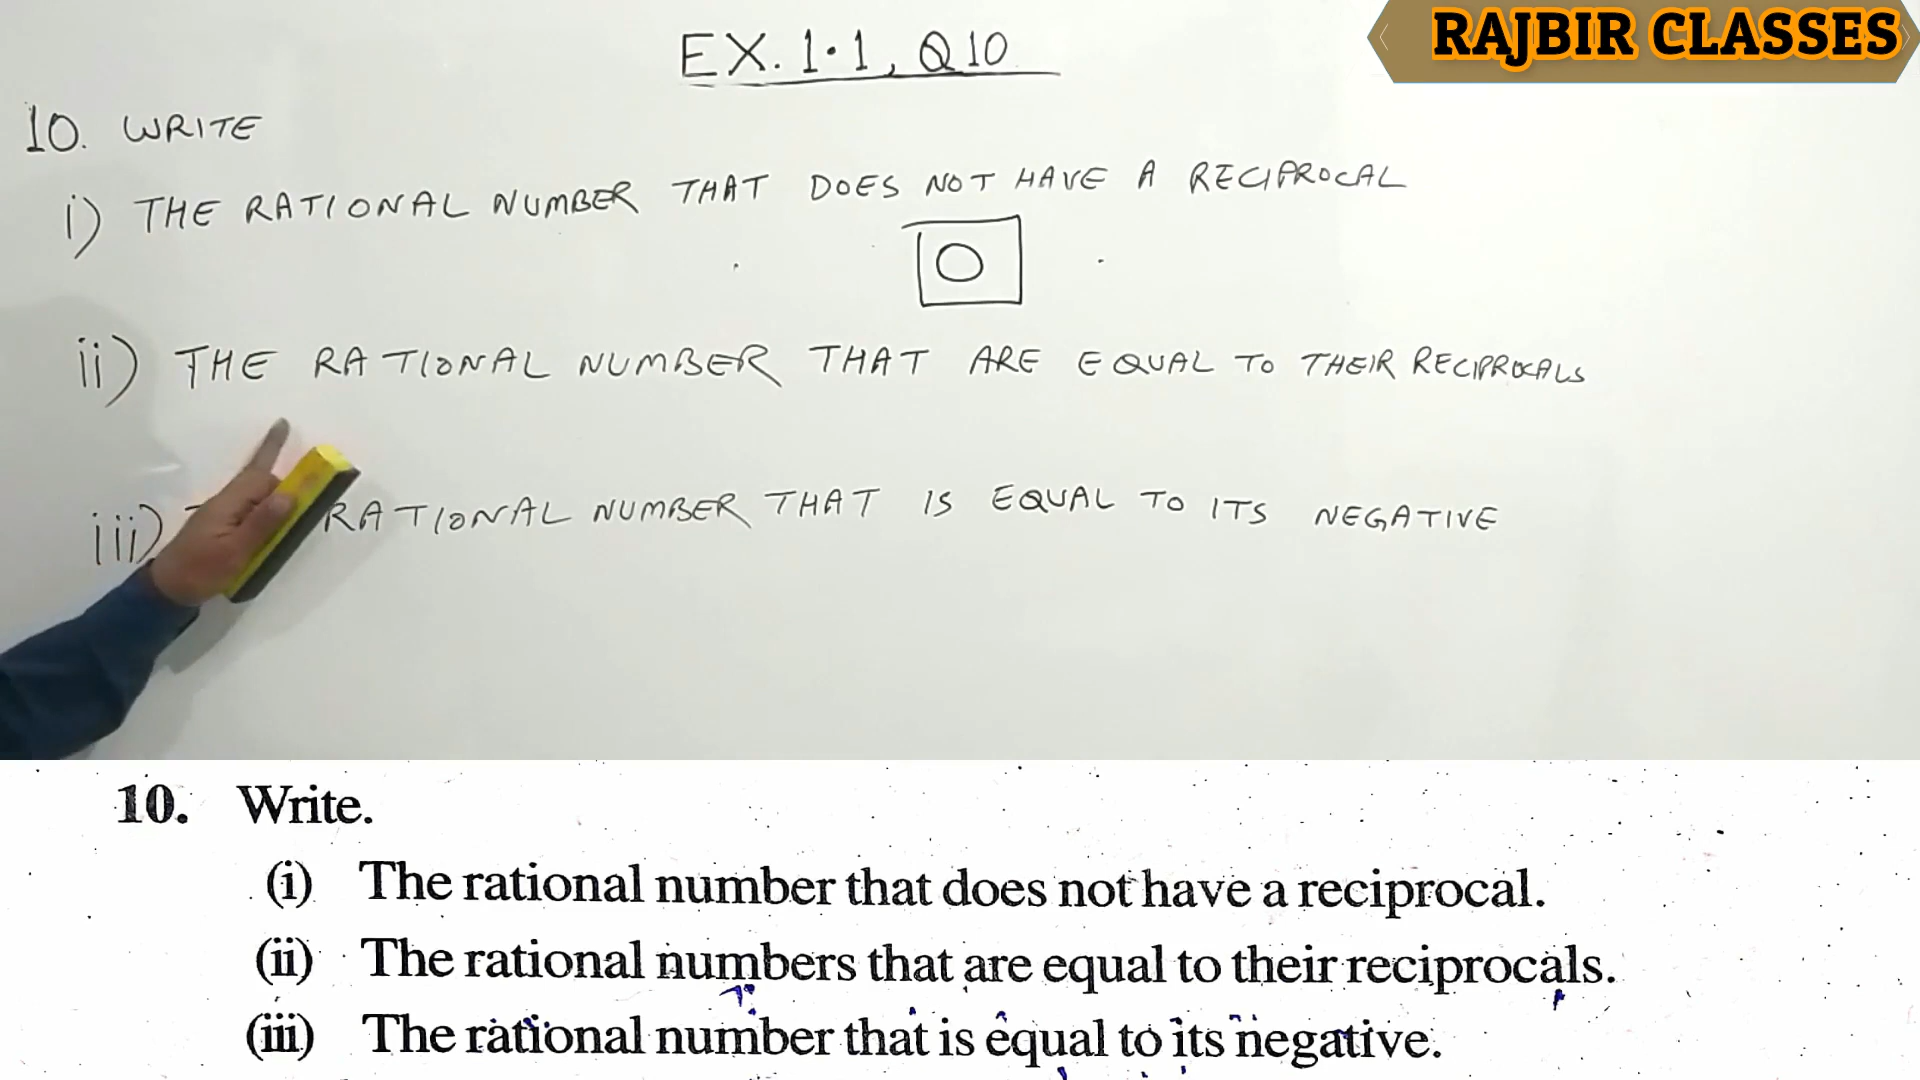 RAJBIR CLASSES
EX. 1.1, Q10
10. WRITE
i) THE RATIONAL NUMBER THAT DOES NOT HAVE A RECIPROCAL
0
ii) THE RATIONAL NUMBER THAT ARE EQUAL TO THEIR RECIPROCALS
iii) RATIONAL NUMBER THAT IS EQUAL TO ITS NEGATIVE
10. Write.
(i) The rational number that does not have a reciprocal.
(ii) The rational numbers that are equal to their reciprocals.
(iii) The rational number that is equal to its negative.